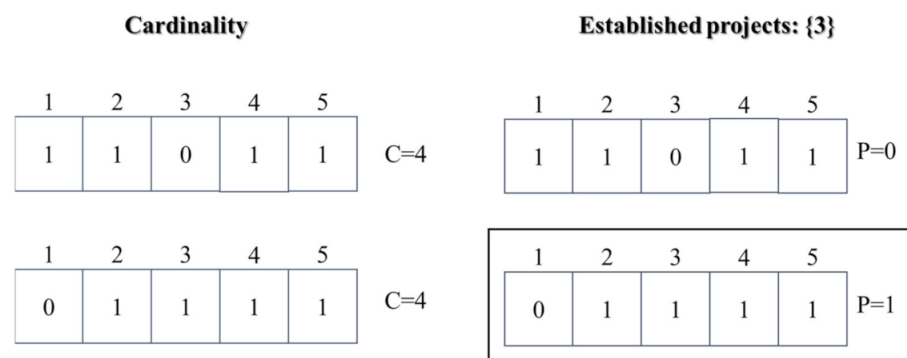 Cardinality
1 2 3 4 5
1 1 0 1 1 C=4
1 2 3 4 5
0 1 1 1 1 C=4
Established projects: {3}
1 2 3 4 5
1 1 0 1 1 P=0
1 2 3 4 5
0 1 1 1 1 P=1